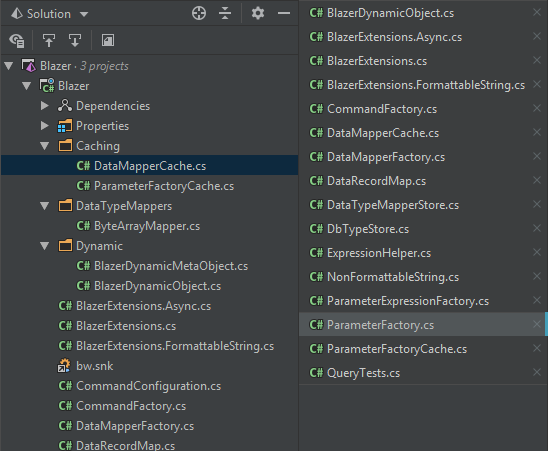 Solution
Blazer · 3 projects
Blazer
Dependencies
Properties
Caching
C# DataMapperCache.cs
C# ParameterFactoryCache.cs
DataTypeMappers
C# ByteArrayMapper.cs
Dynamic
C# BlazerDynamicMetaObject.cs
C# BlazerDynamicObject.cs
C# BlazerExtensions.Async.cs
C# BlazerExtensions.cs
C# BlazerExtensions.FormattableString.cs
bw.snk
C# CommandConfiguration.cs
C# CommandFactory.cs
C# DataMapperFactory.cs
C# DataRecordMap.cs
C# BlazerDynamicObject.cs
C# BlazerExtensions.Async.cs
C# BlazerExtensions.cs
C# BlazerExtensions.FormattableString.cs
C# CommandFactory.cs
C# DataMapperCache.cs
C# DataMapperFactory.cs
C# DataRecordMap.cs
C# DataTypeMapperStore.cs
C# DbTypeStore.cs
C# ExpressionHelper.cs
C# NonFormattableString.cs
C# ParameterExpressionFactory.cs
C# ParameterFactory.cs
C# ParameterFactoryCache.cs
C# QueryTests.cs